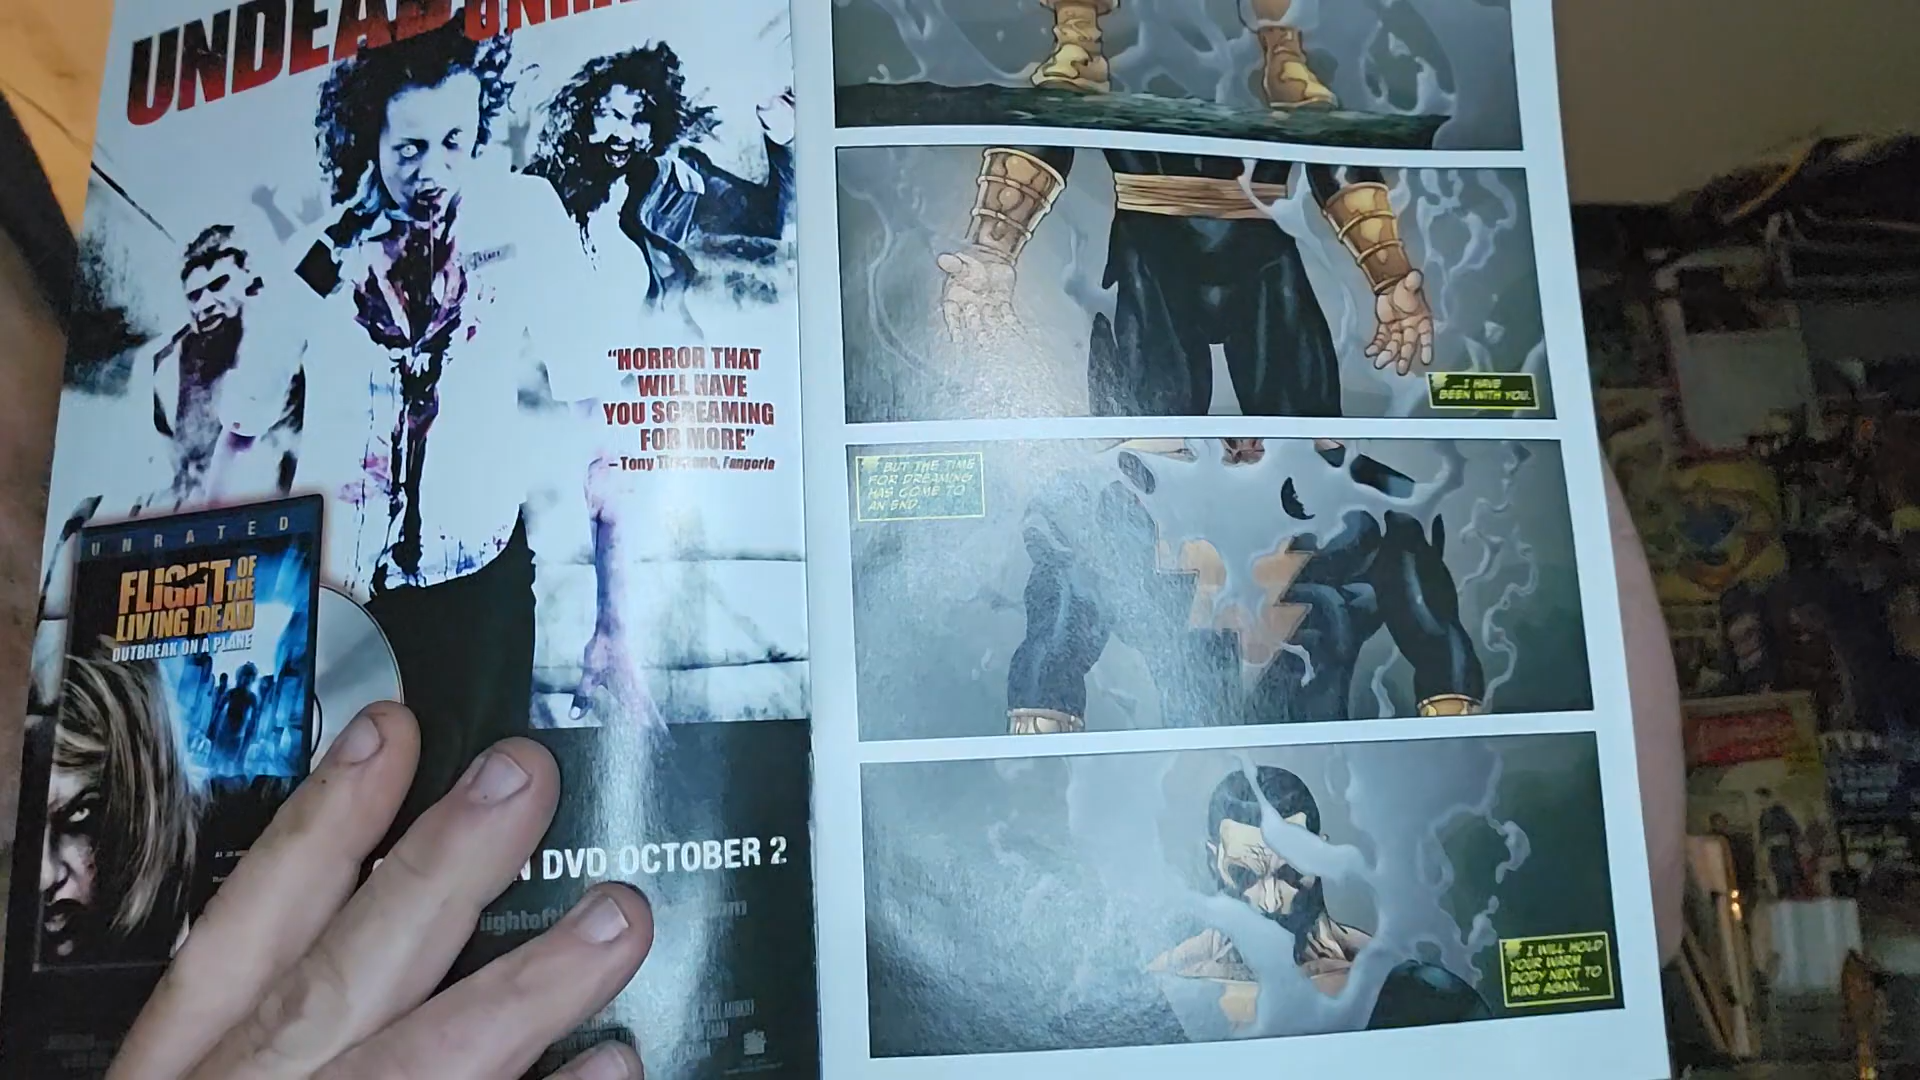 UNDEAD
"HORROR THAT
WILL HAVE
YOU SCREAMING
FOR MORE"
– Tony Fangoria
UNRATED
FLIGHT OF
THE
LIVING DEAD
OUTBREAK ON A PLANE
DVD OCTOBER 2
...I HAVE
BEEN WITH YOU.
BUT THE TIME
FOR DREAMING
HAS COME TO
AN END.
I WILL HOLD
YOUR WARM
BODY NEXT TO
MINE AGAIN...